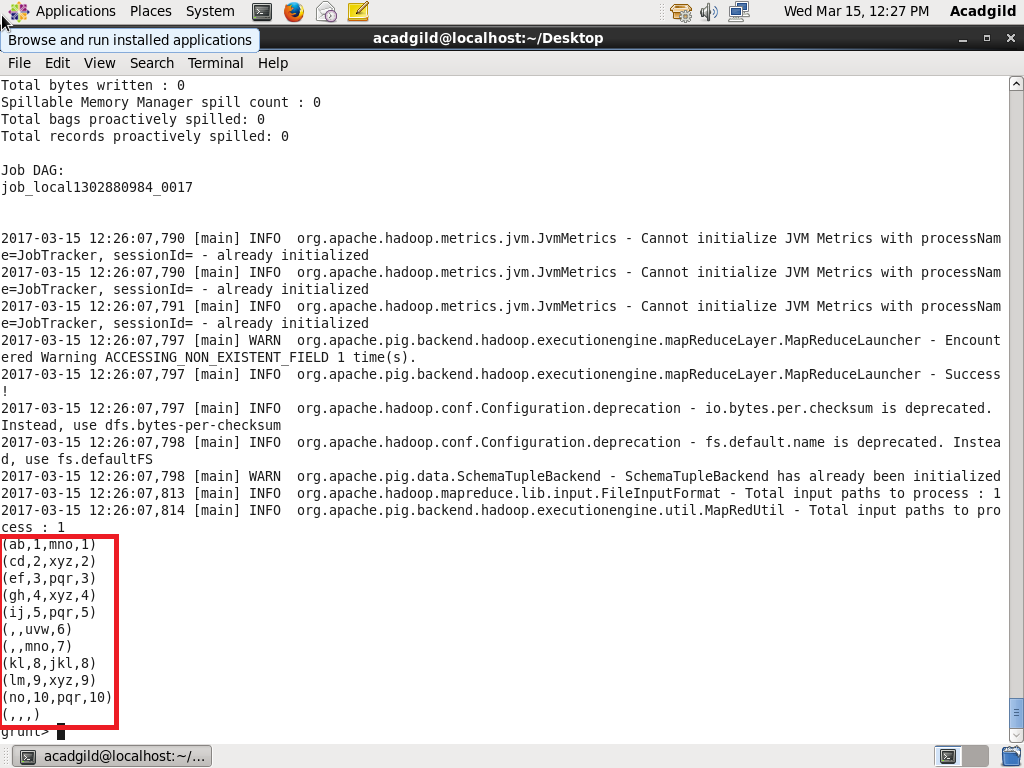 Applications Places System Wed Mar 15, 12:27 PM Acadgild
Browse and run installed applications
acadgild@localhost:~/Desktop
File Edit View Search Terminal Help
Total bytes written : 0
Spillable Memory Manager spill count : 0
Total bags proactively spilled: 0
Total records proactively spilled: 0
Job DAG:
job_local1302880984_0017
2017-03-15 12:26:07,790 [main] INFO  org.apache.hadoop.metrics.jvm.JvmMetrics - Cannot initialize JVM Metrics with processNam
e=JobTracker, sessionId= - already initialized
2017-03-15 12:26:07,790 [main] INFO  org.apache.hadoop.metrics.jvm.JvmMetrics - Cannot initialize JVM Metrics with processNam
e=JobTracker, sessionId= - already initialized
2017-03-15 12:26:07,791 [main] INFO  org.apache.hadoop.metrics.jvm.JvmMetrics - Cannot initialize JVM Metrics with processNam
e=JobTracker, sessionId= - already initialized
2017-03-15 12:26:07,797 [main] WARN  org.apache.pig.backend.hadoop.executionengine.mapReduceLayer.MapReduceLauncher - Encount
ered Warning ACCESSING_NON_EXISTENT_FIELD 1 time(s).
2017-03-15 12:26:07,797 [main] INFO  org.apache.pig.backend.hadoop.executionengine.mapReduceLayer.MapReduceLauncher - Success
!
2017-03-15 12:26:07,797 [main] INFO  org.apache.hadoop.conf.Configuration.deprecation - io.bytes.per.checksum is deprecated.
Instead, use dfs.bytes-per-checksum
2017-03-15 12:26:07,798 [main] INFO  org.apache.hadoop.conf.Configuration.deprecation - fs.default.name is deprecated. Instea
d, use fs.defaultFS
2017-03-15 12:26:07,798 [main] WARN  org.apache.pig.data.SchemaTupleBackend - SchemaTupleBackend has already been initialized
2017-03-15 12:26:07,813 [main] INFO  org.apache.hadoop.mapreduce.lib.input.FileInputFormat - Total input paths to process : 1
2017-03-15 12:26:07,814 [main] INFO  org.apache.pig.backend.hadoop.executionengine.util.MapRedUtil - Total input paths to pro
cess : 1
(ab,1,mno,1)
(cd,2,xyz,2)
(ef,3,pqr,3)
(gh,4,xyz,4)
(ij,5,pqr,5)
(,,uvw,6)
(,,mno,7)
(kl,8,jkl,8)
(lm,9,xyz,9)
(no,10,pqr,10)
(,,,)
grunt>
acadgild@localhost:~/...